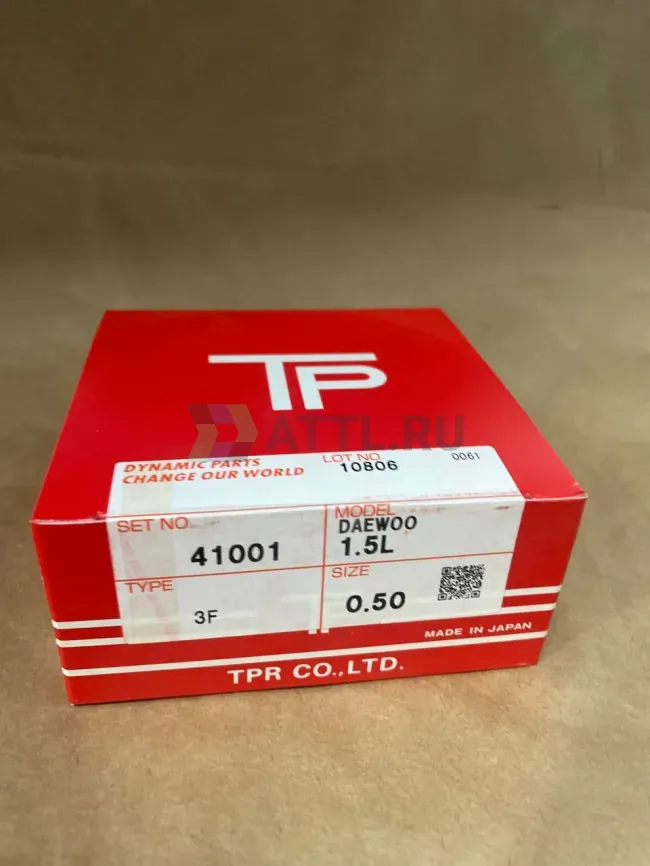 TP
ATTL.RU
DYNAMIC PARTS
CHANGE OUR WORLD
LOT NO
10806
0061
SET NO
41001
MODEL
DAEWOO
1.5L
TYPE
3F
SIZE
0.50
MADE IN JAPAN
TPR CO.,LTD.